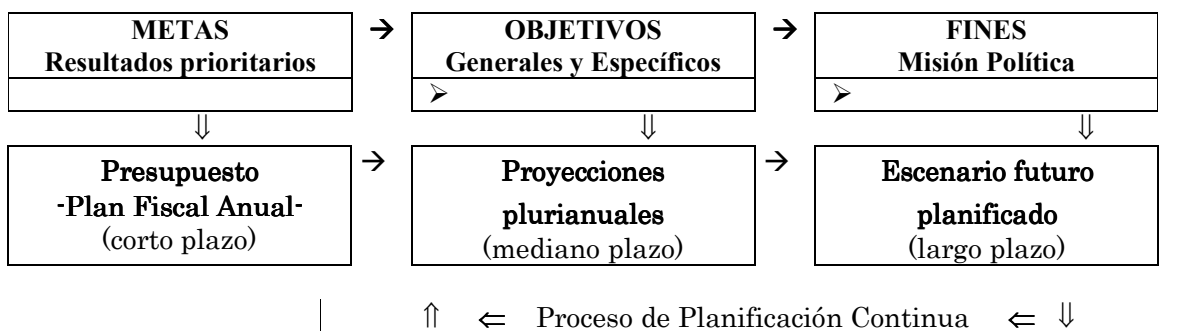 METAS → OBJETIVOS → FINES
Resultados prioritarios Generales y Específicos Misión Política
➢ ➢
⇓ ⇓ ⇓
Presupuesto → Proyecciones → Escenario futuro
-Plan Fiscal Anual- plurianuales planificado
(corto plazo) (mediano plazo) (largo plazo)
⇑ ⇐ Proceso de Planificación Continua ⇐ ⇓